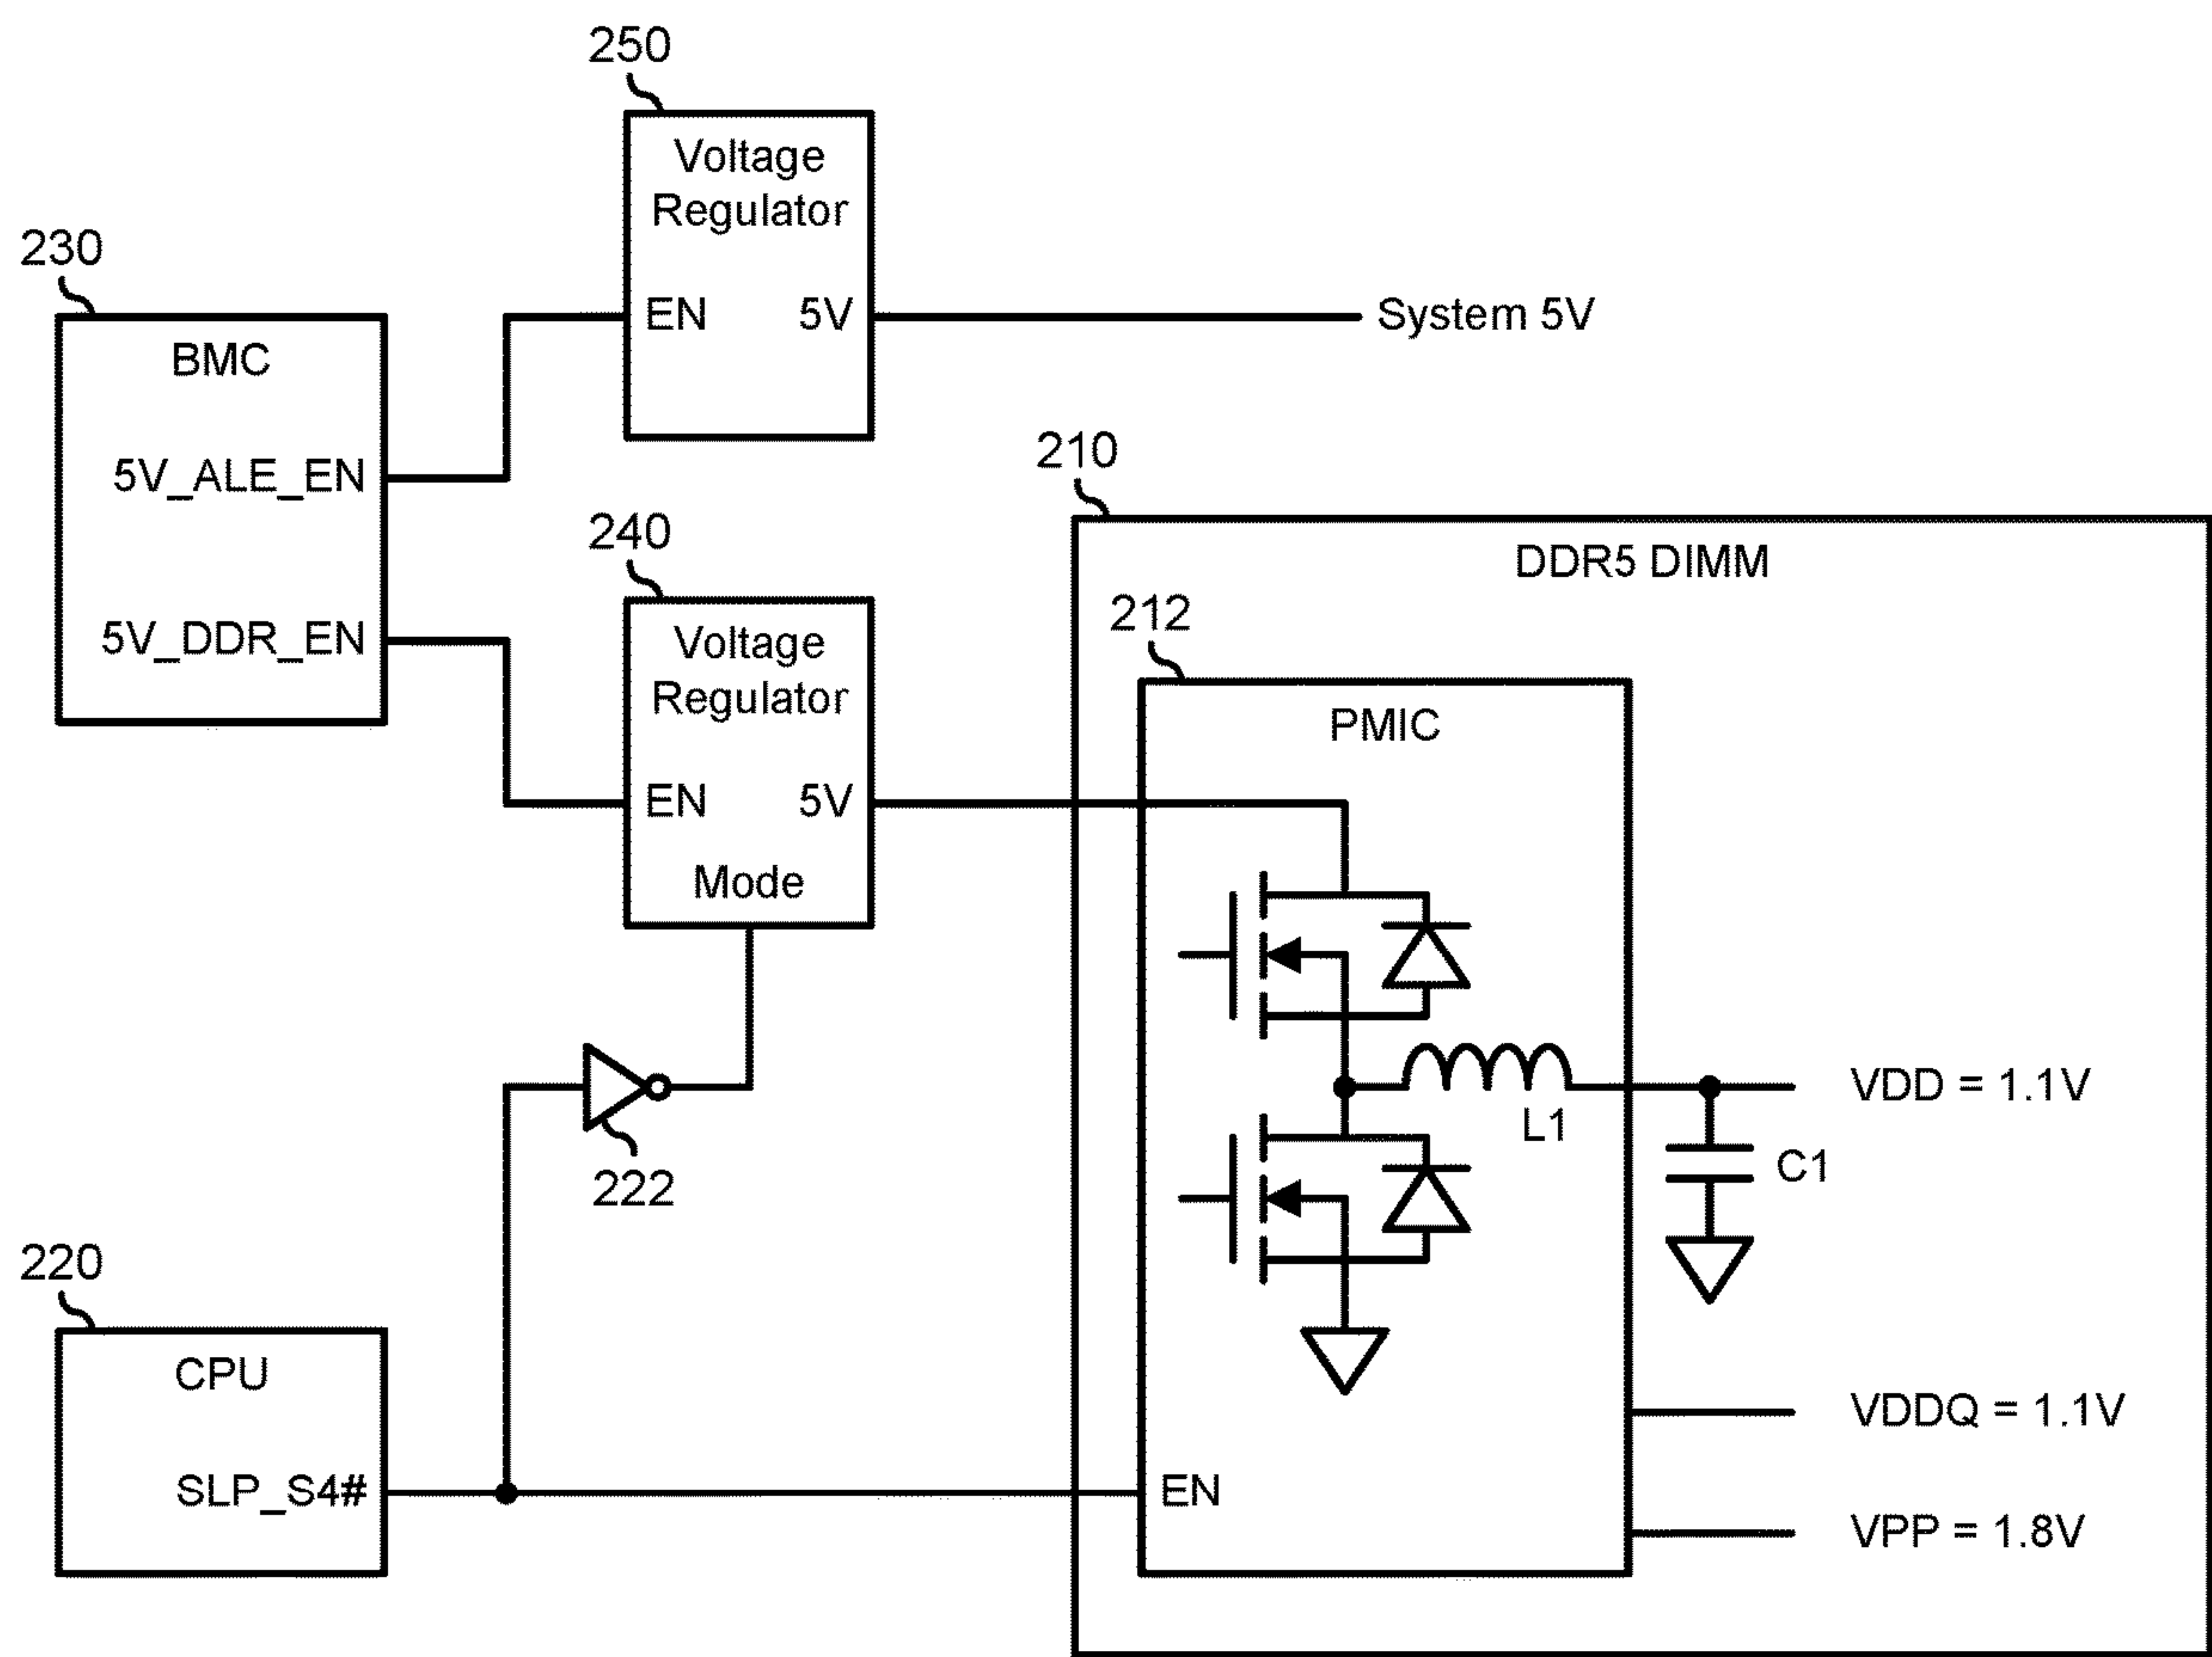 250
Voltage
Regulator
EN 5V
System 5V
230
BMC
5V_ALE_EN
5V_DDR_EN
240
Voltage
Regulator
EN 5V
Mode
210
DDR5 DIMM
212
PMIC
L1
VDD = 1.1V
C1
222
220
CPU
SLP_S4#
EN
VDDQ = 1.1V
VPP = 1.8V